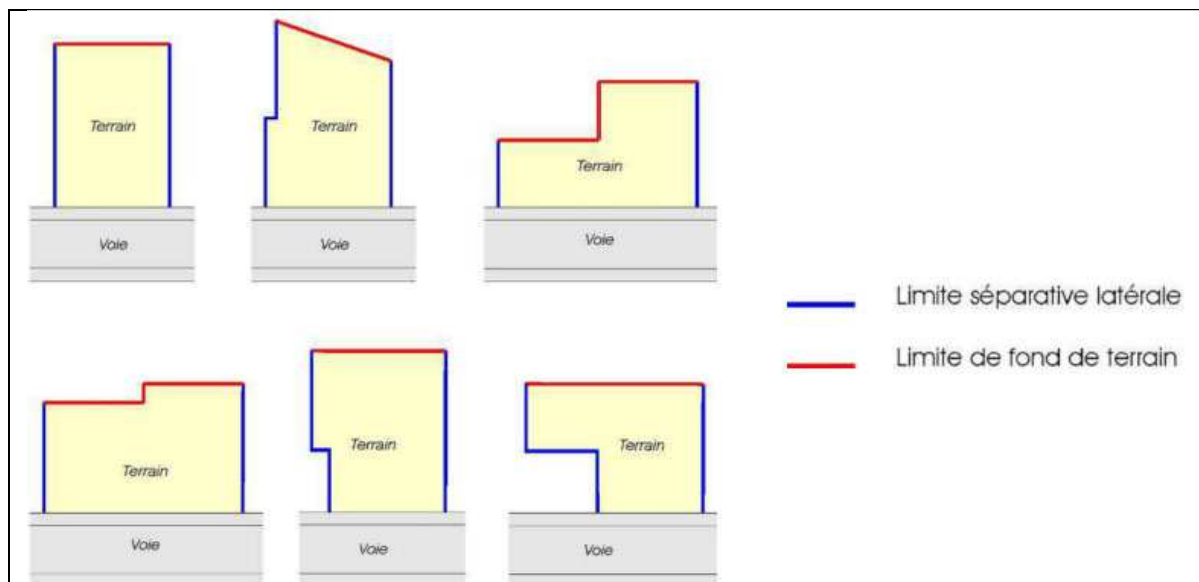 Terrain
Terrain
Terrain
Voie
Voie
Voie
Limite séparative latérale
Limite de fond de terrain
Terrain
Terrain
Terrain
Voie
Voie
Voie